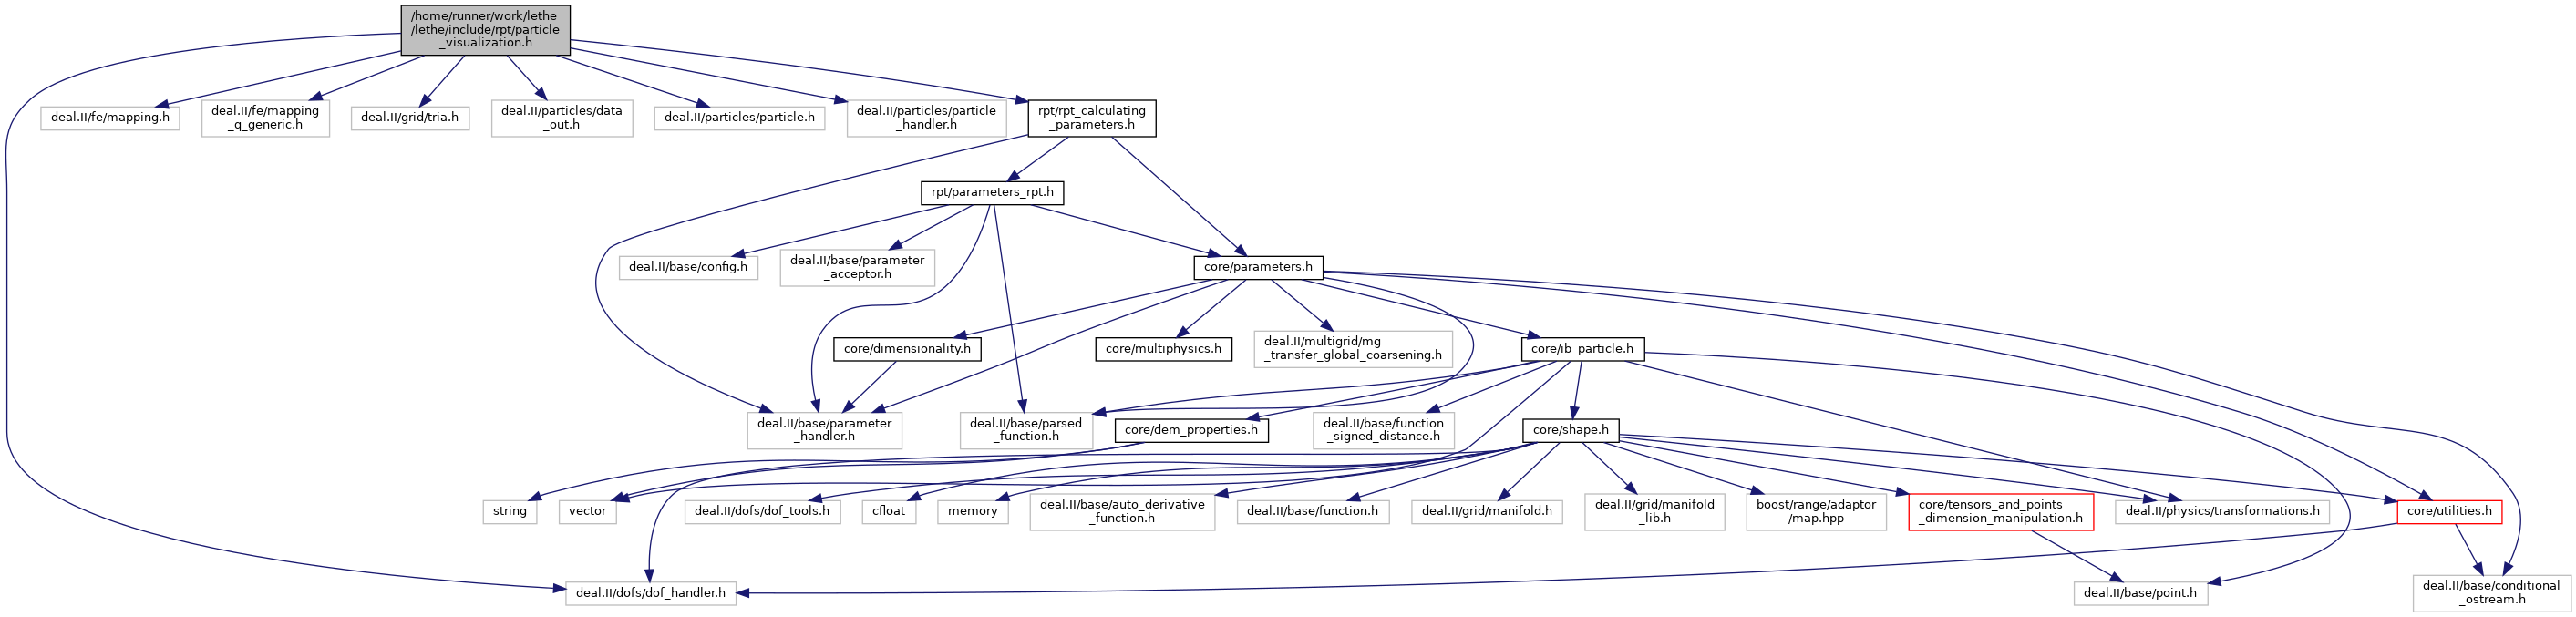 /home/runner/work/lethe
/lethe/include/rpt/particle
_visualization.h
deal.II/fe/mapping.h
deal.II/fe/mapping
_q_generic.h
deal.II/grid/tria.h
deal.II/particles/data
_out.h
deal.II/particles/particle.h
deal.II/particles/particle
_handler.h
rpt/rpt_calculating
_parameters.h
rpt/parameters_rpt.h
deal.II/base/config.h
deal.II/base/parameter
_acceptor.h
core/parameters.h
core/dimensionality.h
core/multiphysics.h
deal.II/multigrid/mg
_transfer_global_coarsening.h
core/ib_particle.h
deal.II/base/parameter
_handler.h
deal.II/base/parsed
_function.h
core/dem_properties.h
deal.II/base/function
_signed_distance.h
core/shape.h
string
vector
deal.II/dofs/dof_tools.h
cfloat
memory
deal.II/base/auto_derivative
_function.h
deal.II/base/function.h
deal.II/grid/manifold.h
deal.II/grid/manifold
_lib.h
boost/range/adaptor
/map.hpp
core/tensors_and_points
_dimension_manipulation.h
deal.II/physics/transformations.h
core/utilities.h
deal.II/dofs/dof_handler.h
deal.II/base/point.h
deal.II/base/conditional
_ostream.h